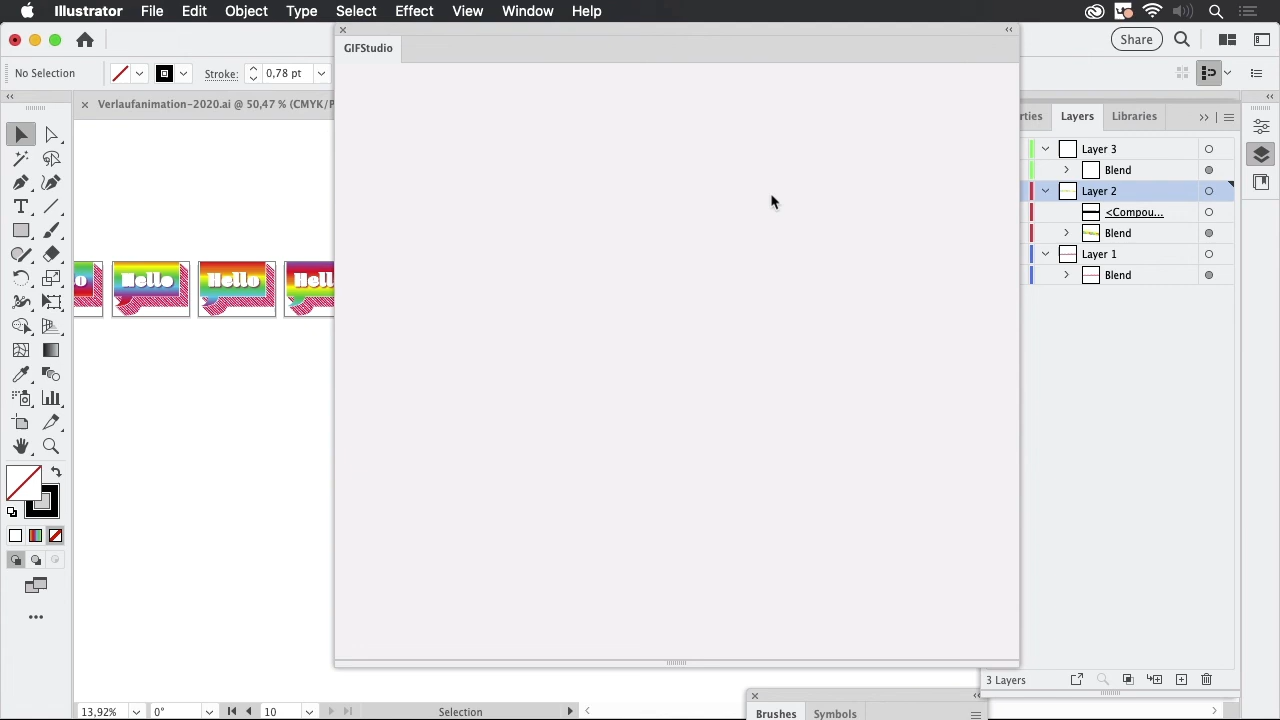 Illustrator File Edit Object Type Select Effect View Window Help
GIFStudio
Share
No Selection
Stroke:
0,78 pt
Verlaufanimation-2020.ai @ 50,47 % (CMYK/P
rties
Layers
Libraries
Layer 3
Blend
Layer 2
<Compou...
Blend
Layer 1
Blend
o
Hello
Hello
Hell
3 Layers
13,92%
0°
10
Selection
Brushes
Symbols